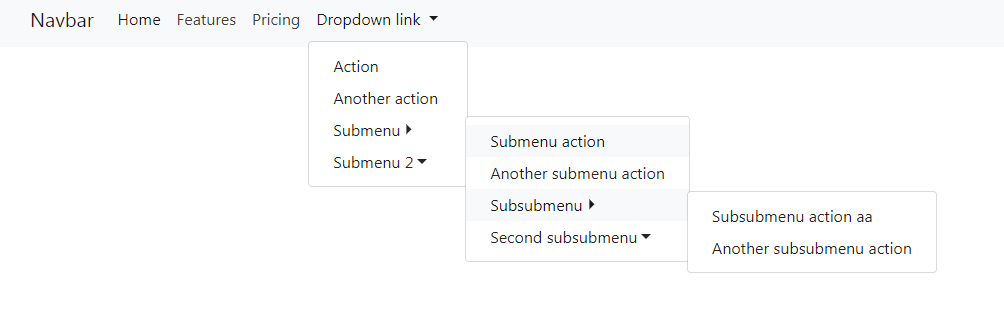 Navbar Home Features Pricing Dropdown link
Action
Another action
Submenu
Submenu 2
Submenu action
Another submenu action
Subsubmenu
Second subsubmenu
Subsubmenu action aa
Another subsubmenu action